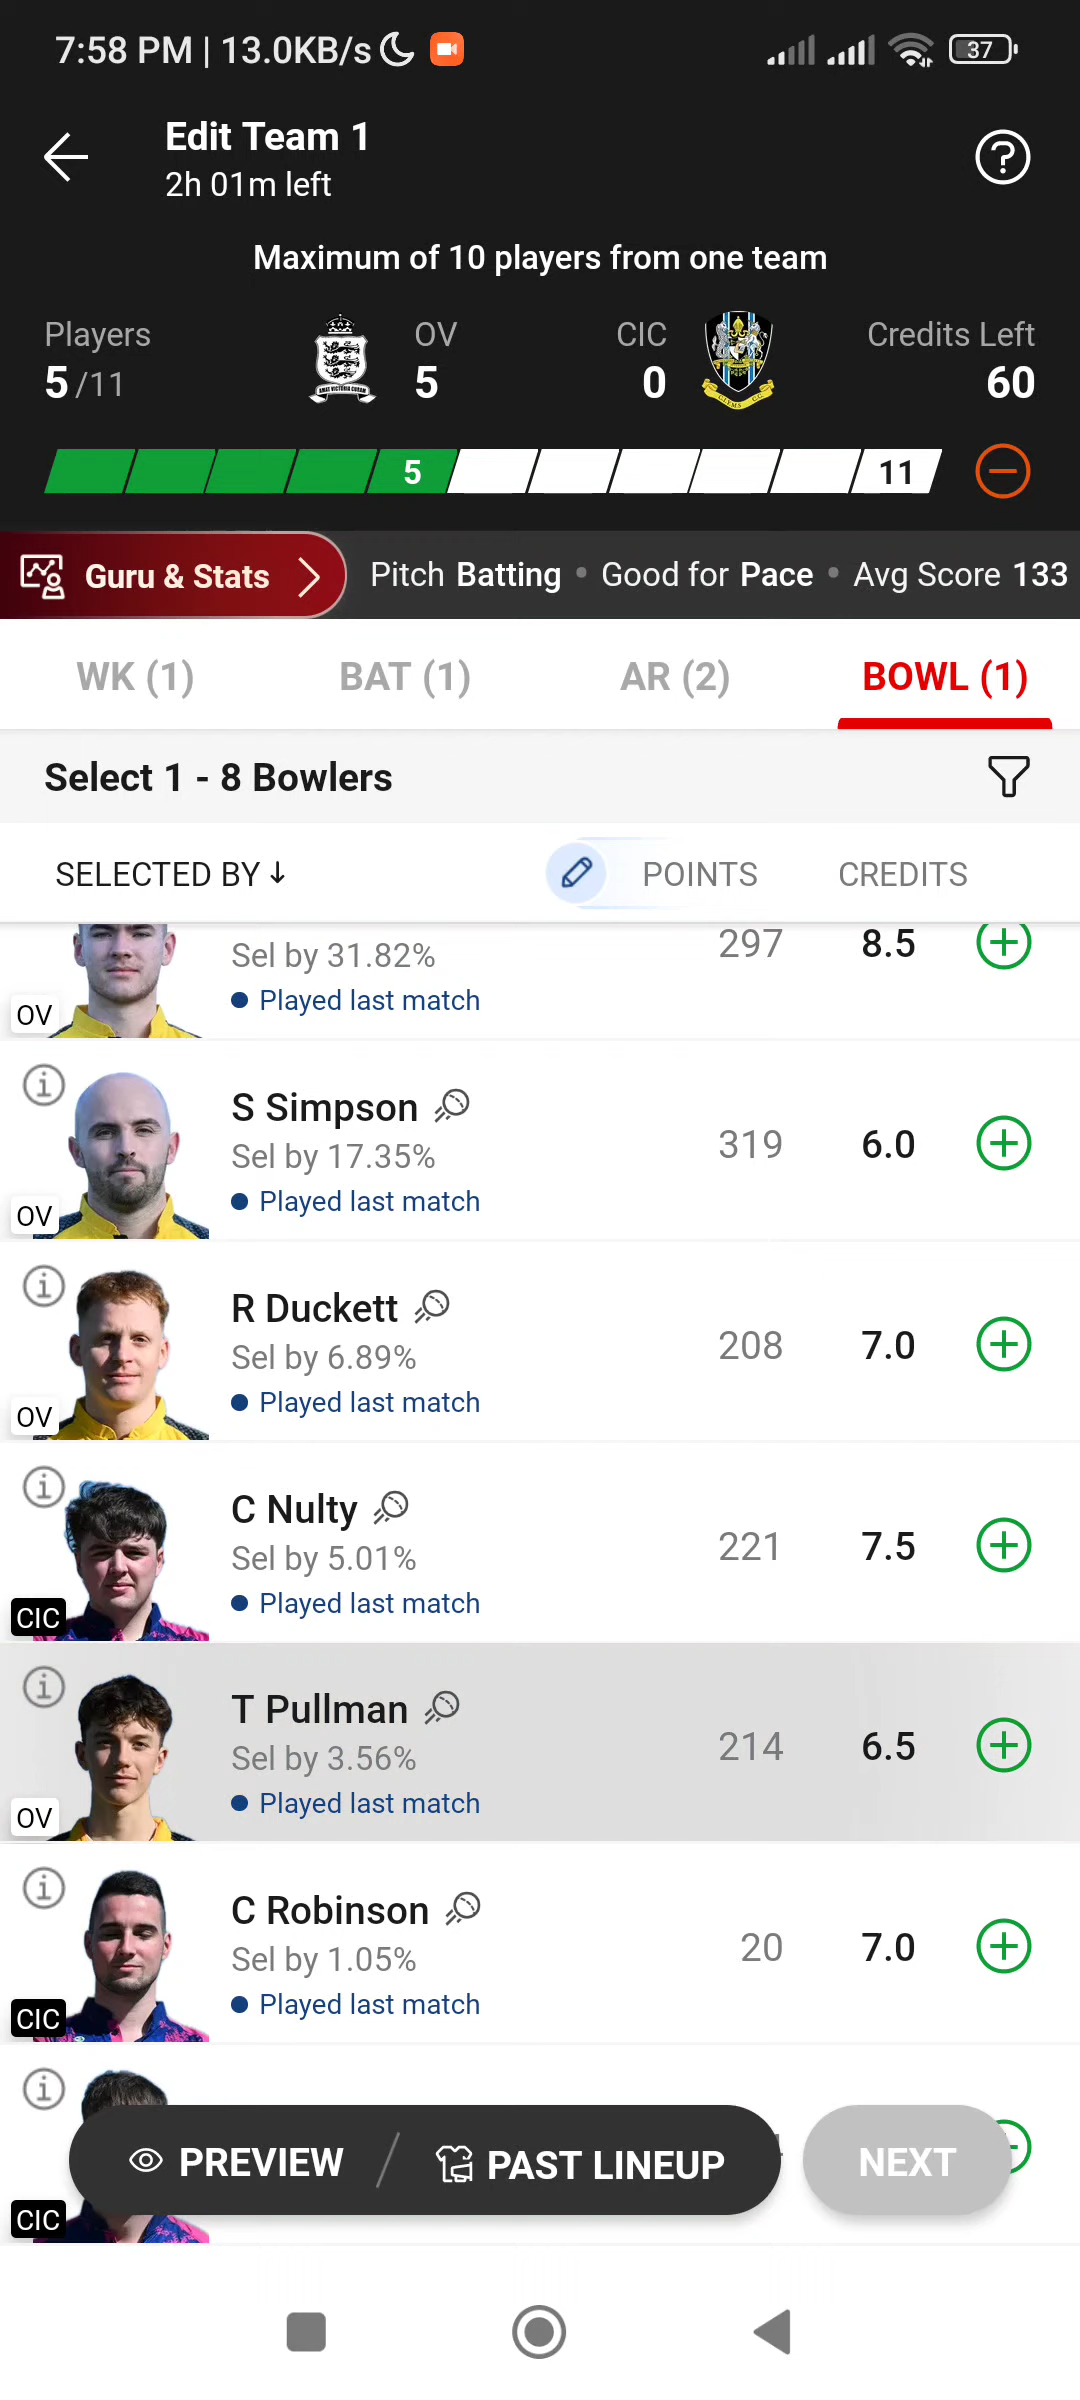 7:58 PM | 13.0KB/s
37
Edit Team 1
2h 01m left
Maximum of 10 players from one team
Players OV CIC Credits Left
5/11 5 0 60
5 11
Guru & Stats Pitch Batting • Good for Pace • Avg Score 133
WK (1) BAT (1) AR (2) BOWL (1)
Select 1 - 8 Bowlers
SELECTED BY ↓ POINTS CREDITS
Sel by 31.82% 297 8.5
Played last match
OV
S Simpson
Sel by 17.35% 319 6.0
Played last match
OV
R Duckett
Sel by 6.89% 208 7.0
Played last match
OV
C Nulty
Sel by 5.01% 221 7.5
Played last match
CIC
T Pullman
Sel by 3.56% 214 6.5
Played last match
OV
C Robinson
Sel by 1.05% 20 7.0
Played last match
CIC
PREVIEW / PAST LINEUP NEXT
CIC